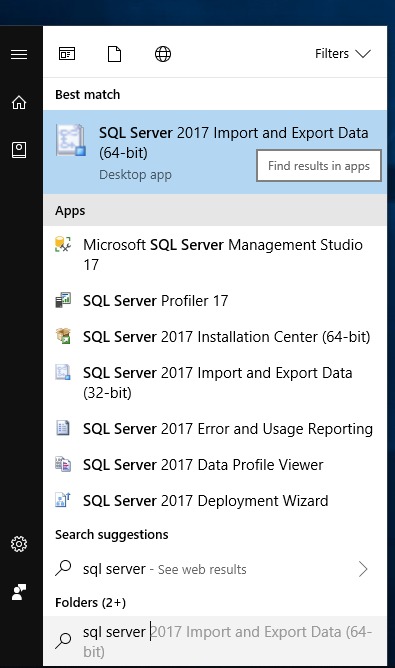 Filters
Best match
SQL Server 2017 Import and Export Data
(64-bit)
Desktop app
Find results in apps
Apps
Microsoft SQL Server Management Studio
17
SQL Server Profiler 17
SQL Server 2017 Installation Center (64-bit)
SQL Server 2017 Import and Export Data
(32-bit)
SQL Server 2017 Error and Usage Reporting
SQL Server 2017 Data Profile Viewer
SQL Server 2017 Deployment Wizard
Search suggestions
sql server - See web results
Folders (2+)
sql server 2017 Import and Export Data (64-
bit)